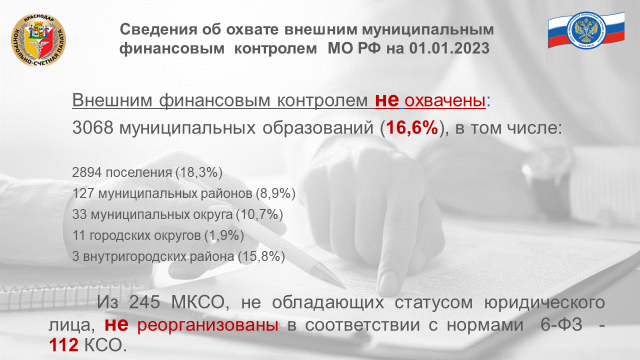 Сведения об охвате внешним муниципальным
финансовым контролем МО РФ на 01.01.2023
Внешним финансовым контролем не охвачены:
3068 муниципальных образований (16,6%), в том числе:
2894 поселения (18,3%)
127 муниципальных районов (8,9%)
33 муниципальных округа (10,7%)
11 городских округов (1,9%)
3 внутригородских района (15,8%)
Из 245 МКСО, не обладающих статусом юридического
лица, не реорганизованы в соответствии с нормами 6-ФЗ -
112 КСО.
КРАСНОДАР
КОНТРОЛЬНО-СЧЕТНАЯ ПАЛАТА